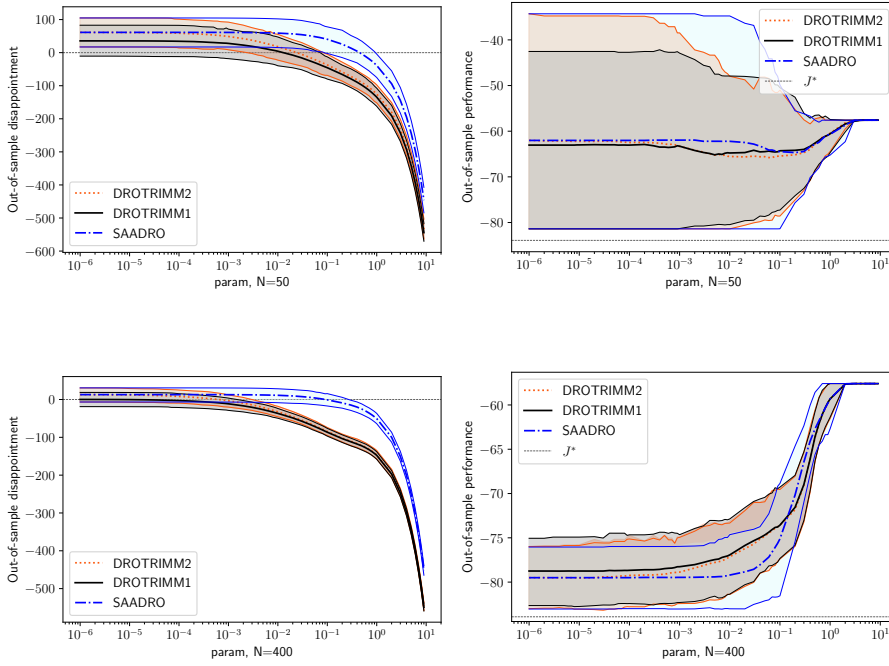 Out-of-sample disappointment
100
0
−100
−200
−300
−400
−500
−600
DROTRIMM2
DROTRIMM1
SAADRO
10⁻⁶ 10⁻⁵ 10⁻⁴ 10⁻³ 10⁻² 10⁻¹ 10⁰ 10¹
param, N=50
Out-of-sample performance
−40
−50
−60
−70
−80
DROTRIMM2
DROTRIMM1
SAADRO
J*
10⁻⁶ 10⁻⁵ 10⁻⁴ 10⁻³ 10⁻² 10⁻¹ 10⁰ 10¹
param, N=50
Out-of-sample disappointment
0
−100
−200
−300
−400
−500
DROTRIMM2
DROTRIMM1
SAADRO
10⁻⁶ 10⁻⁵ 10⁻⁴ 10⁻³ 10⁻² 10⁻¹ 10⁰ 10¹
param, N=400
Out-of-sample performance
−60
−65
−70
−75
−80
DROTRIMM2
DROTRIMM1
SAADRO
J*
10⁻⁶ 10⁻⁵ 10⁻⁴ 10⁻³ 10⁻² 10⁻¹ 10⁰ 10¹
param, N=400